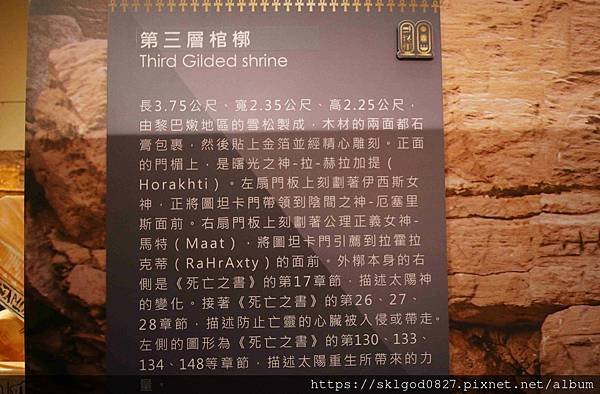 第三層棺槨
Third Gilded shrine
長3.75公尺、寬2.35公尺、高2.25公尺，
由黎巴嫩地區的雪松製成，木材的兩面都石
膏包裹，然後貼上金箔並經精心雕刻。正面
的門楣上，是曙光之神-拉-赫拉加提（
Horakhti）。左扇門板上刻劃著伊西斯女
神，正將圖坦卡門帶領到陰間之神-厄塞里
斯面前。右扇門板上刻劃著公理正義女神-
馬特（Maat），將圖坦卡門引薦到拉霍拉
克蒂（RaHrAxty）的面前。外槨本身的右
側是《死亡之書》的第17章節，描述太陽神
的變化。接著《死亡之書》的第26、27、
28章節，描述防止亡靈的心臟被入侵或帶走。
左側的圖形為《死亡之書》的第130、133、
134、148等章節，描述太陽重生所帶來的力
量。
https://sklgod0827.pixnet.net/album